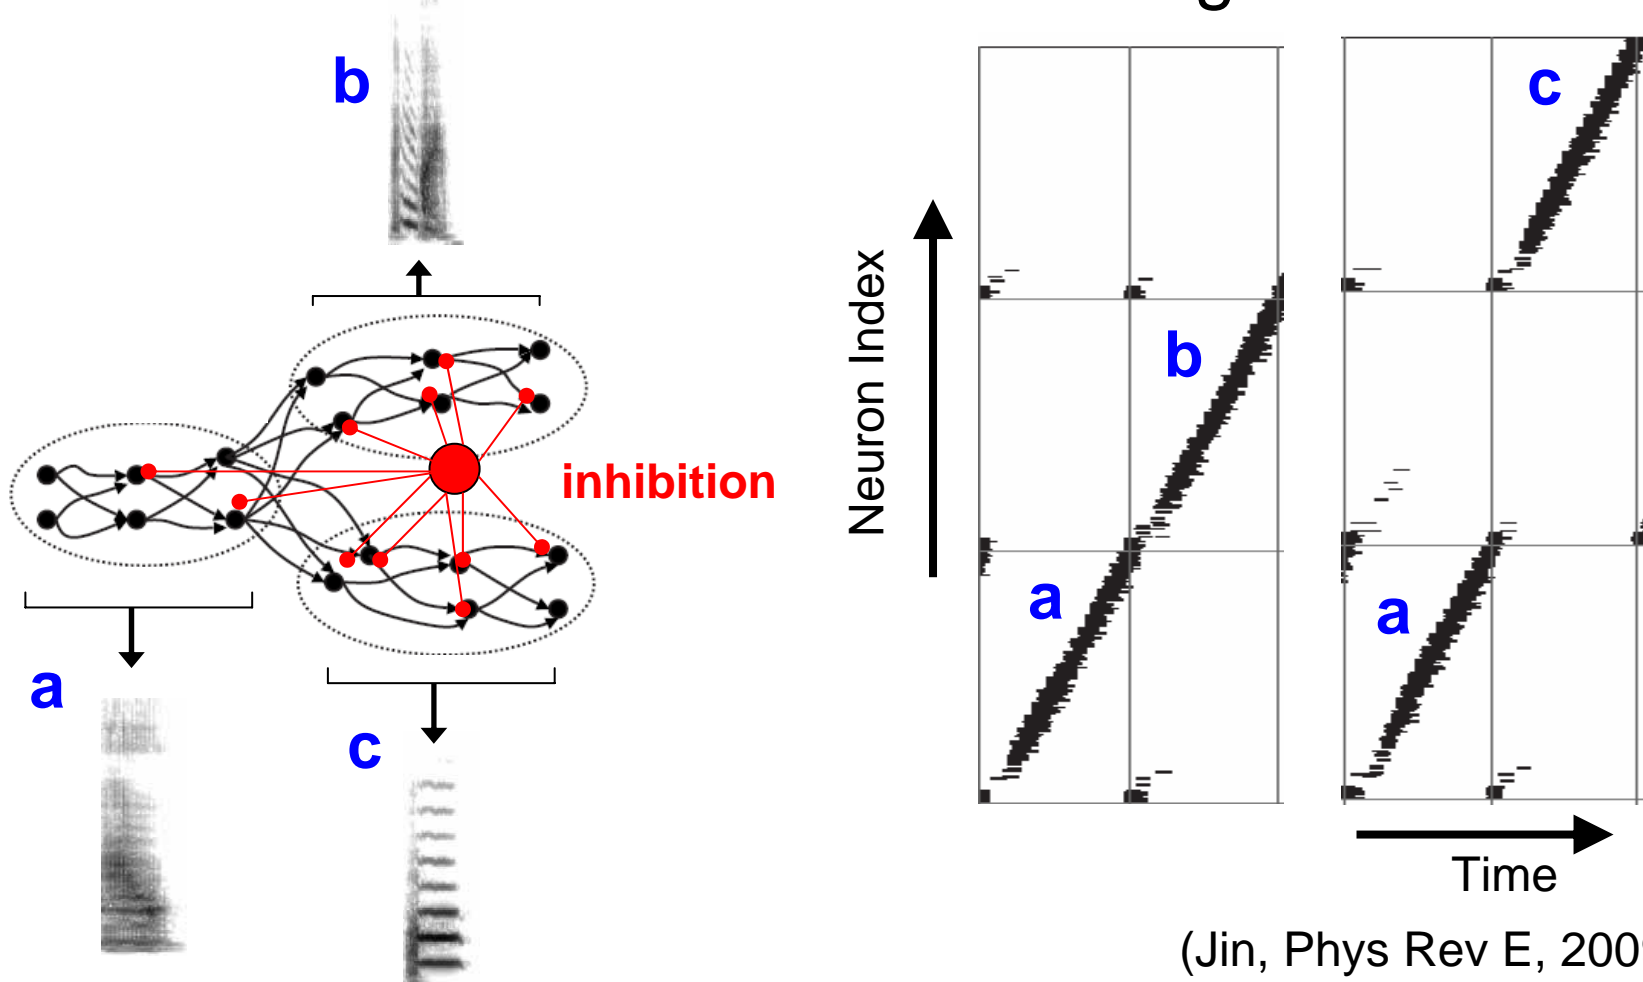 b
inhibition
a
c
Neuron Index
c
b
a
a
Time
(Jin, Phys Rev E, 200